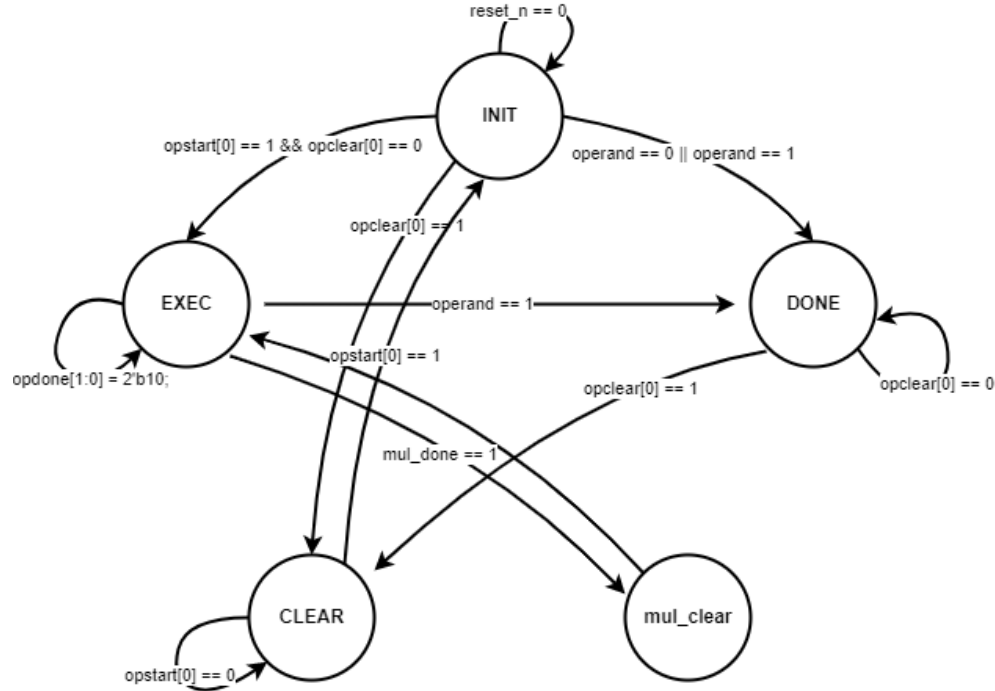 reset_n == 0
INIT
opstart[0] == 1 && opclear[0] == 0
operand == 0 || operand == 1
opclear[0] == 1
EXEC
operand == 1
DONE
opstart[0] == 1
opdone[1:0] = 2'b10;
opclear[0] == 1
opclear[0] == 0
mul_done == 1
CLEAR
mul_clear
opstart[0] == 0